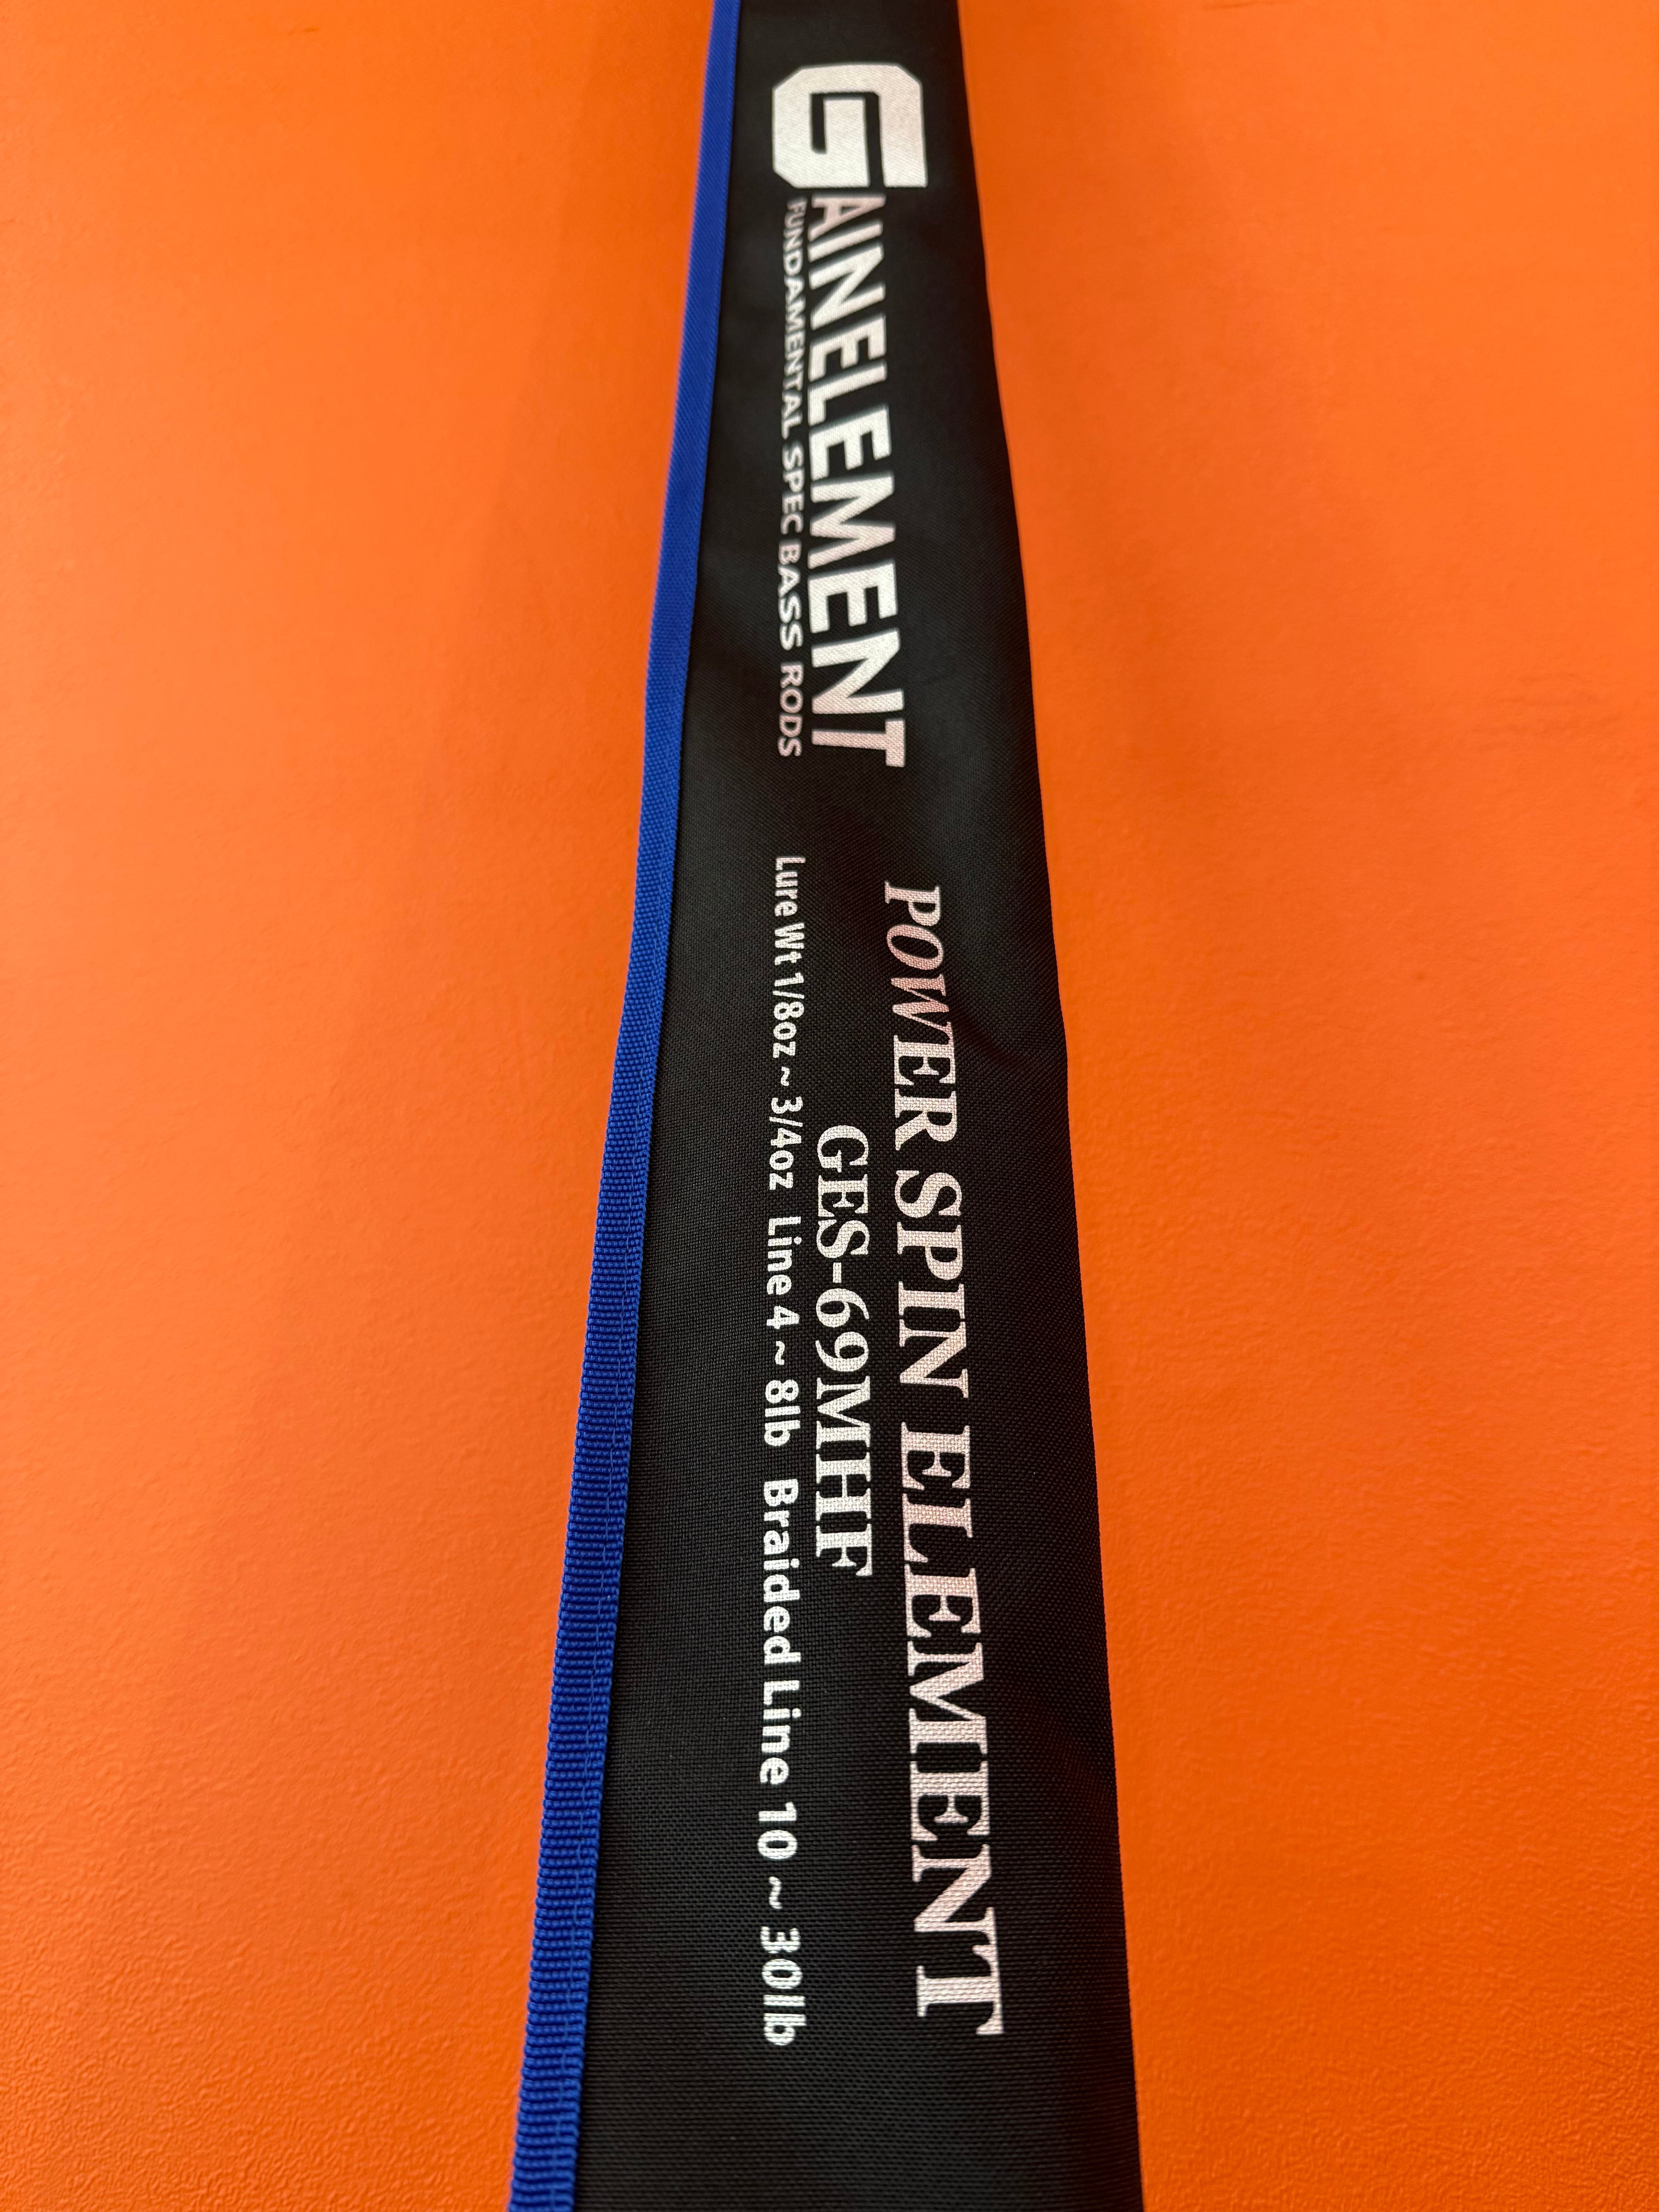 GAINELEMENT
FUNDAMENTAL SPEC BASS RODS
POWER SPIN ELEMENT
GES-69MHF
Lure Wt 1/8oz ~ 3/4oz Line 4 ~ 8lb Braided Line 10 ~ 30lb